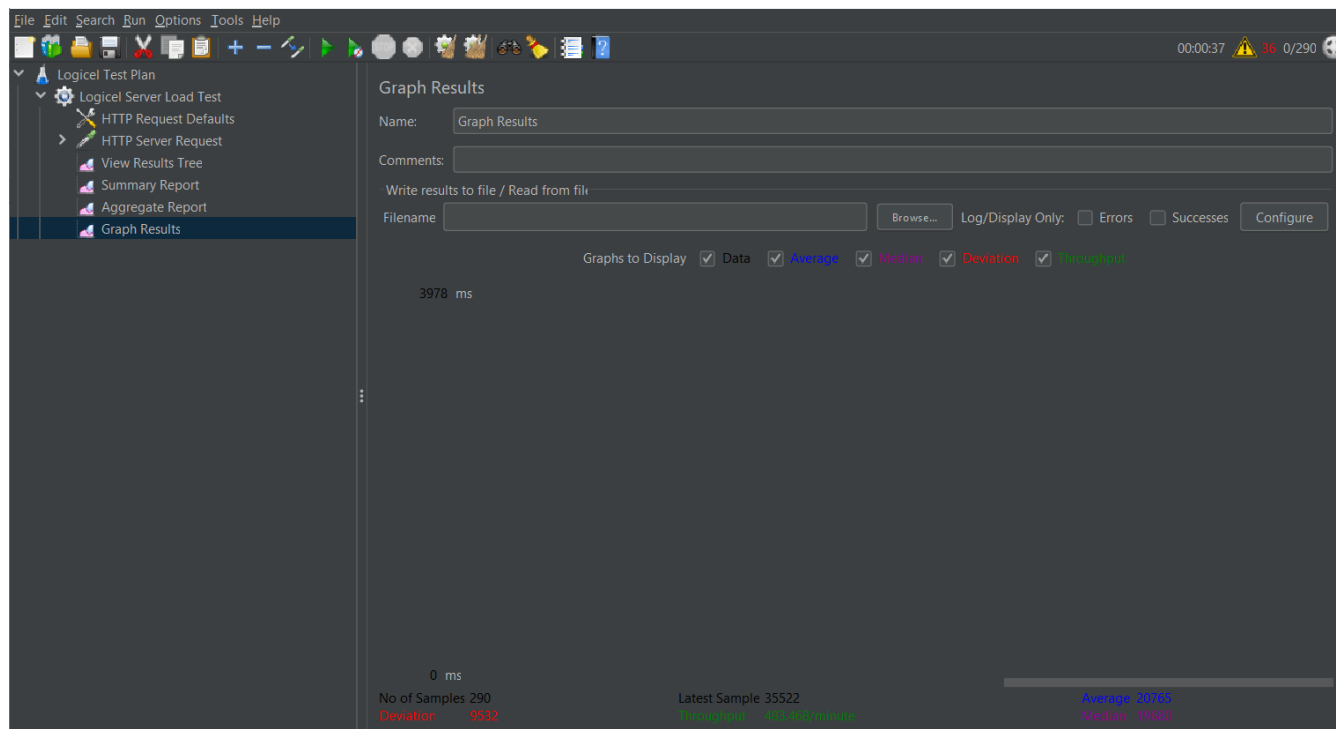 File Edit Search Run Options Tools Help
00:00:37 36 0/290
Logicel Test Plan
Logicel Server Load Test
HTTP Request Defaults
HTTP Server Request
View Results Tree
Summary Report
Aggregate Report
Graph Results
Graph Results
Name: Graph Results
Comments:
Write results to file / Read from file
Filename Browse... Log/Display Only: Errors Successes Configure
Graphs to Display Data Average Median Deviation Throughput
3978 ms
0 ms
No of Samples 290 Latest Sample 35522 Average 20765
Deviation 9532 Throughput 483.468/minute Median